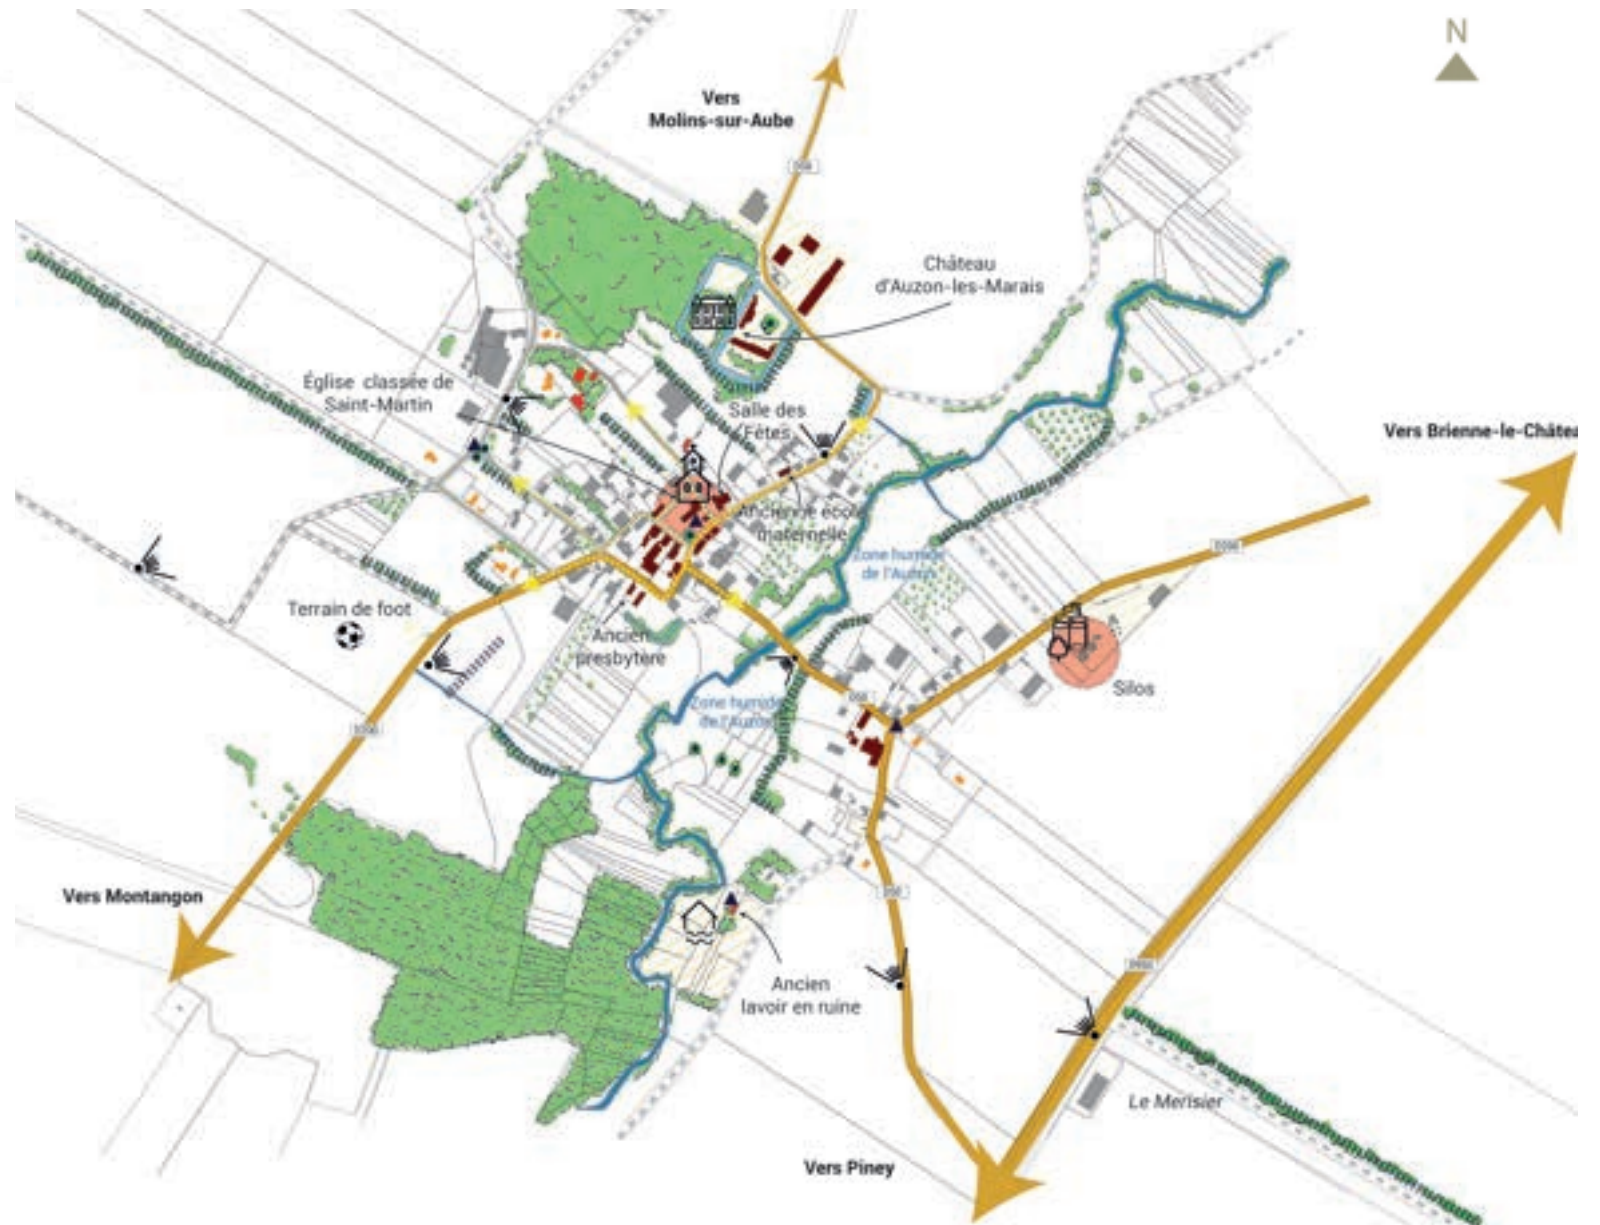 N
Vers
Molins-sur-Aube
Château
d'Auzon-les-Marais
Église classée de
Saint-Martin
Salle des
Fêtes
Vers Brienne-le-Châtea
Ancienne école
maternelle
Zone humide
de l'Auzon
Terrain de foot
Ancien
presbytère
Silos
Zone humide
de l'Auzon
Vers Montangon
Ancien
lavoir en ruine
Le Merisier
Vers Piney